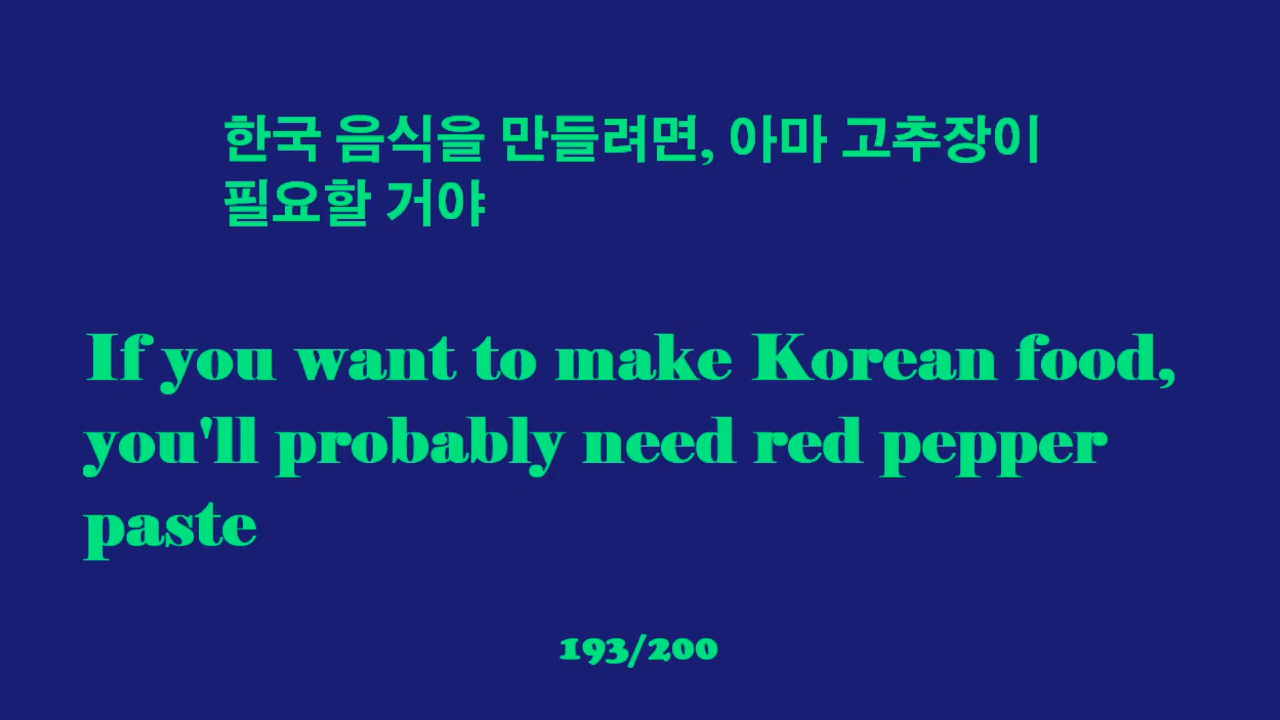 한국 음식을 만들려면, 아마 고추장이
필요할 거야
If you want to make Korean food,
you'll probably need red pepper
paste
193/200